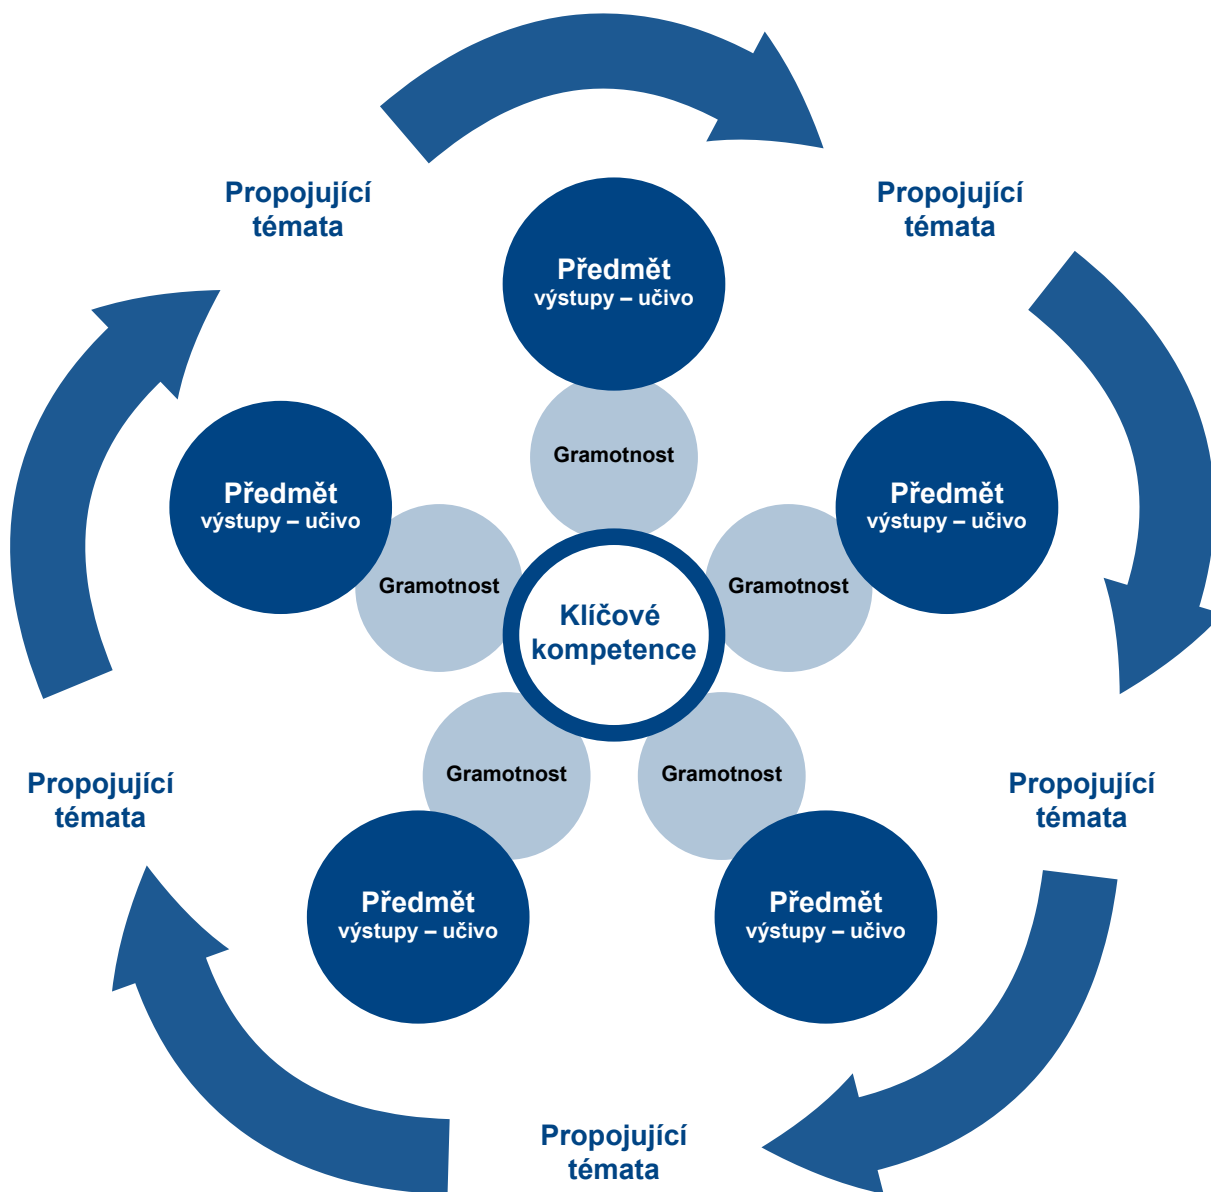 Propojující
témata
Propojující
témata
Předmět
výstupy – učivo
Gramotnost
Předmět
výstupy – učivo
Předmět
výstupy – učivo
Gramotnost
Gramotnost
Klíčové
kompetence
Gramotnost
Gramotnost
Propojující
témata
Propojující
témata
Předmět
výstupy – učivo
Předmět
výstupy – učivo
Propojující
témata